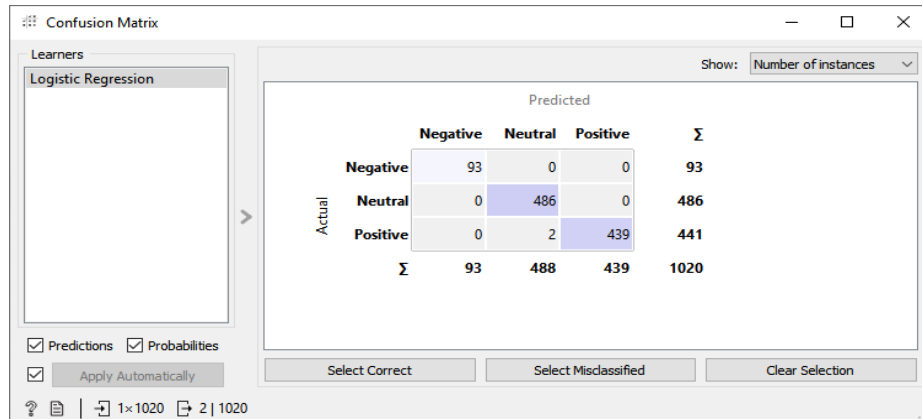 Confusion Matrix
Learners
Logistic Regression
Show: Number of instances
Predicted
Negative Neutral Positive Σ
Negative 93 0 0 93
Actual
Neutral 0 486 0 486
Positive 0 2 439 441
Σ 93 488 439 1020
Predictions Probabilities
Apply Automatically
Select Correct Select Misclassified Clear Selection
? 1×1020 2 | 1020